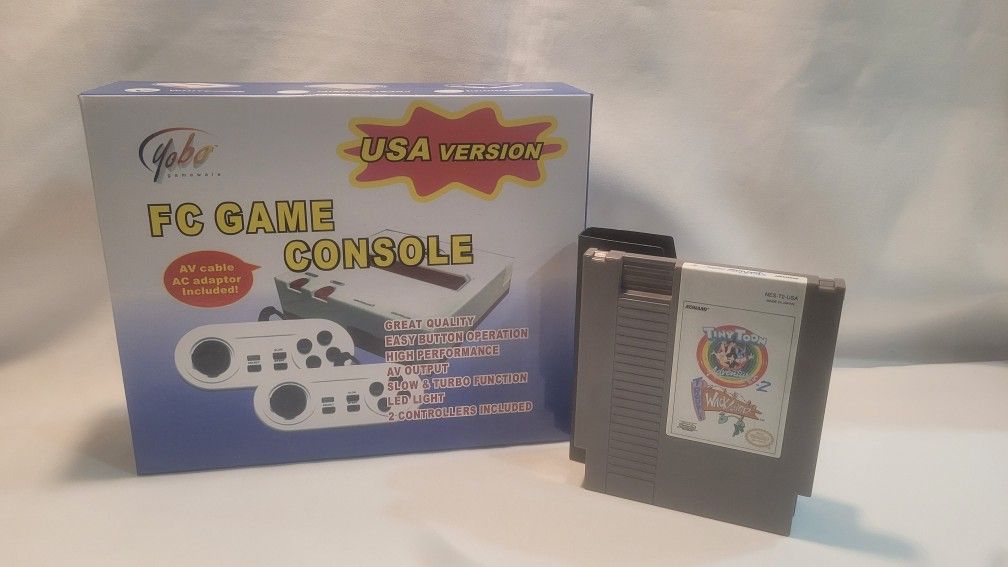 Yobo™
gameware
USA VERSION
FC GAME
CONSOLE
AV cable
AC adaptor
Included!
GREAT QUALITY
EASY BUTTON OPERATION
HIGH PERFORMANCE
AV OUTPUT
SLOW & TURBO FUNCTION
LED LIGHT
2 CONTROLLERS INCLUDED
NES-T2-USA
MADE IN JAPAN
KONAMI®
TINY TOON
Adventures
2